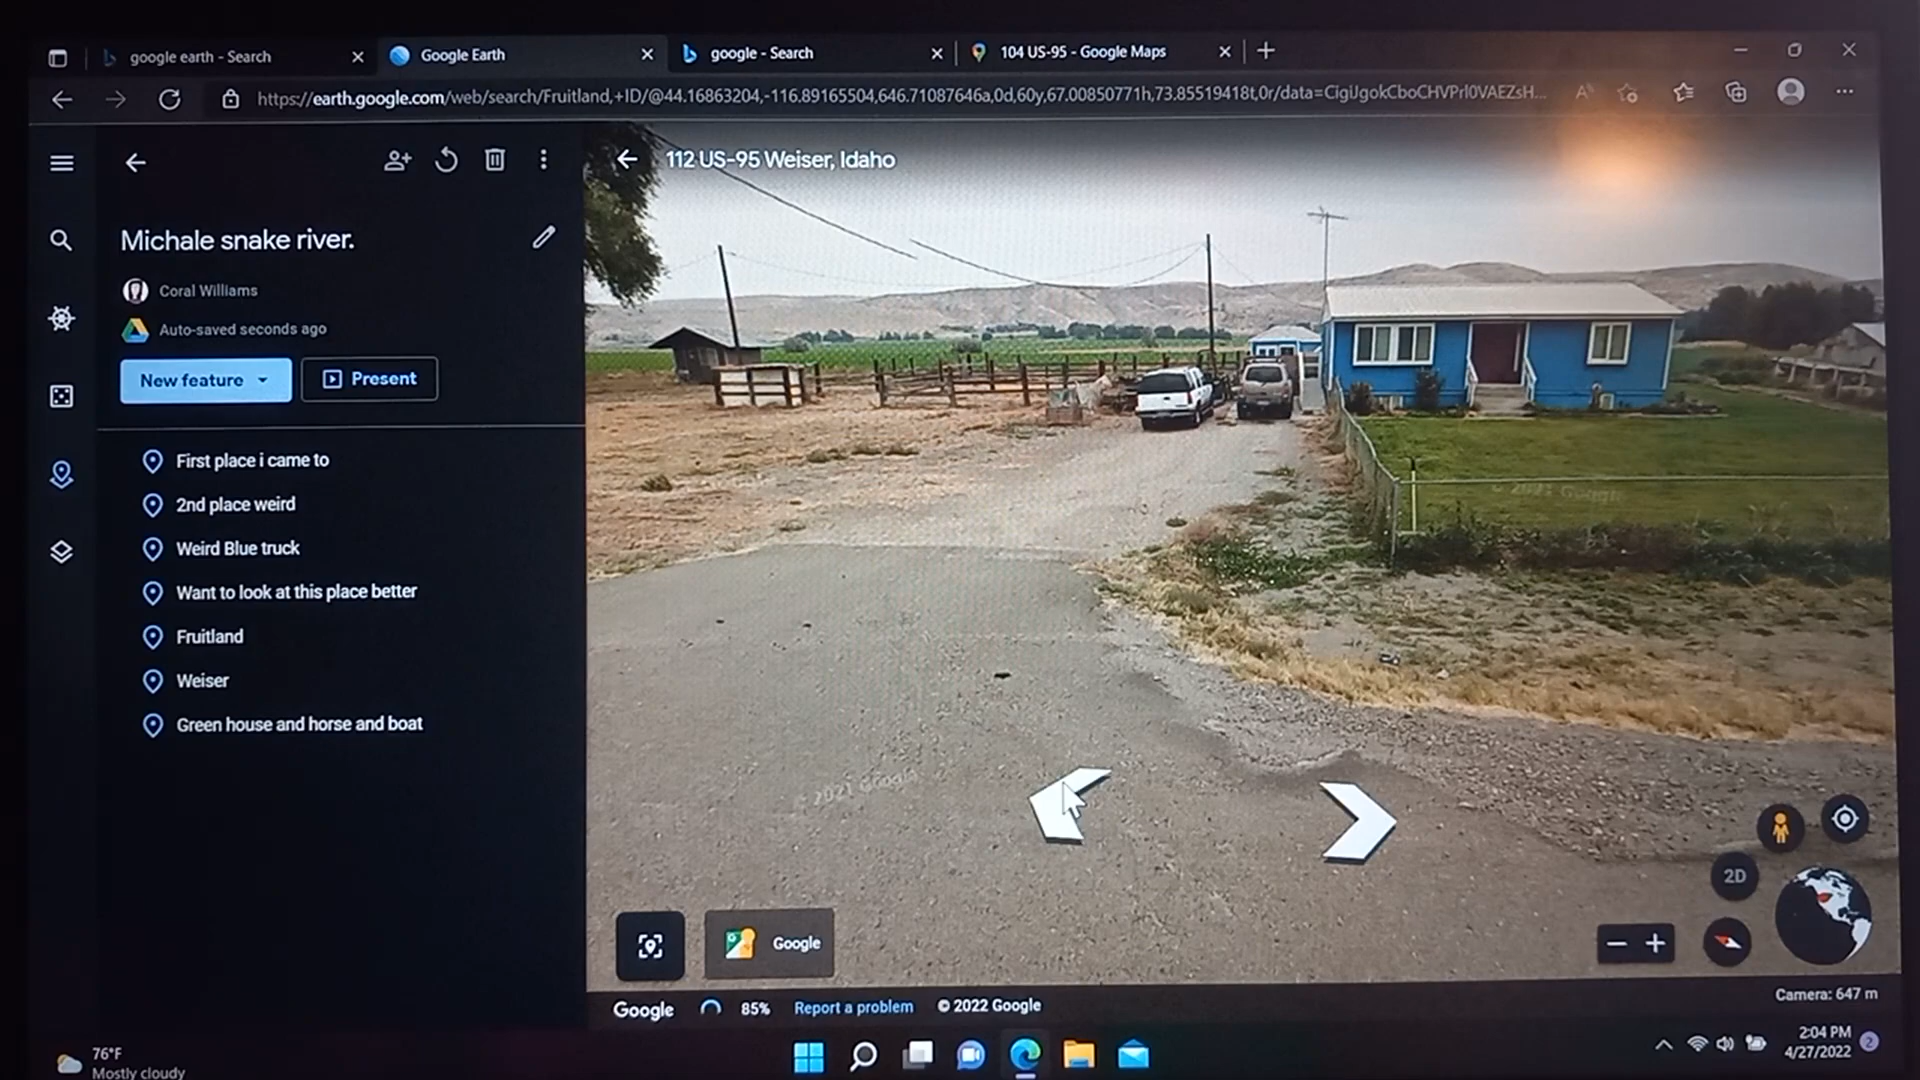 google earth - Search
Google Earth
google - Search
104 US-95 - Google Maps
https://earth.google.com/web/search/Fruitland,+ID/@44.16863204,-116.89165504,646.71087646a,0d,60y,67.00850771h,73.85519418t,0r/data=CigiJgokCboCHVPrl0VAEZsH...
112 US-95 Weiser, Idaho
Michale snake river.
Coral Williams
Auto-saved seconds ago
New feature
Present
First place i came to
2nd place weird
Weird Blue truck
Want to look at this place better
Fruitland
Weiser
Green house and horse and boat
© 2021 Google
© 2021 Google
2D
Google
Google
85%
Report a problem
© 2022 Google
Camera: 647 m
76°F
Mostly cloudy
2:04 PM
4/27/2022
2